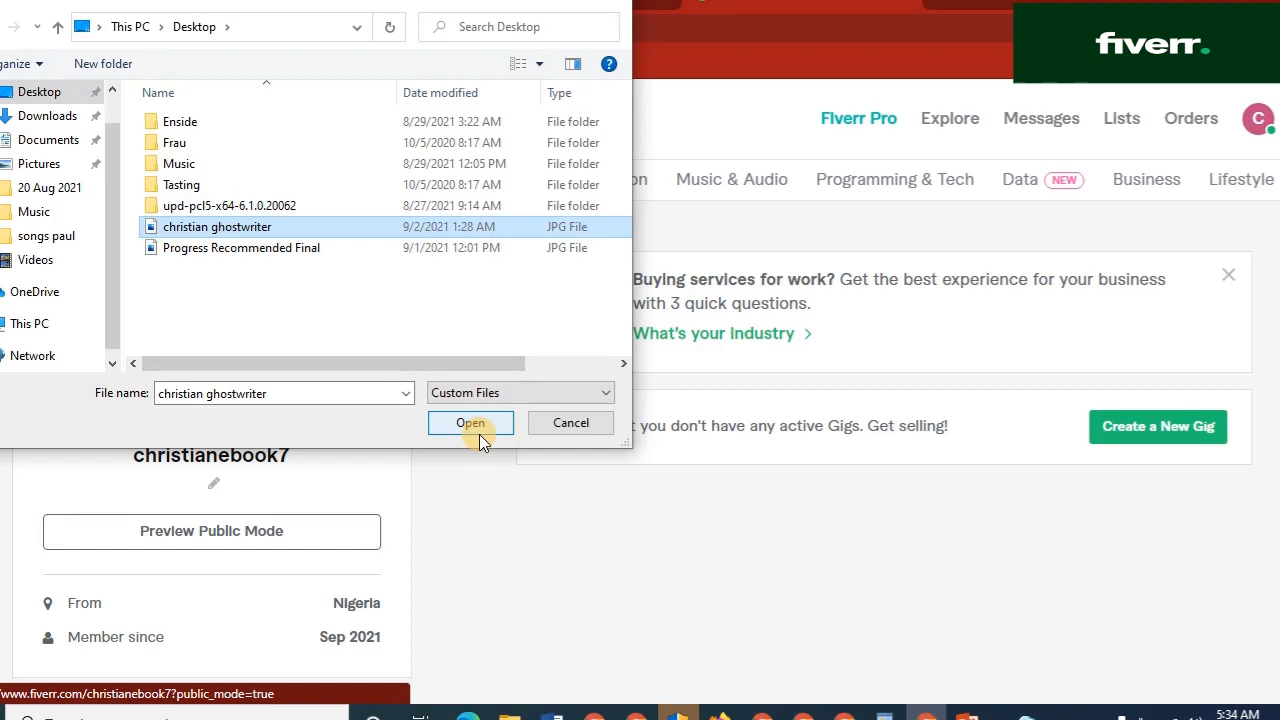 This PC
Desktop
Search Desktop
fiverr.
ganize
New folder
Name
Date modified
Type
Desktop
Downloads
Documents
Pictures
20 Aug 2021
Music
songs paul
Videos
OneDrive
This PC
Network
Enside 8/29/2021 3:22 AM File folder
Frau 10/5/2020 8:17 AM File folder
Music 8/29/2021 12:05 PM File folder
Tasting 10/5/2020 8:17 AM File folder
upd-pcl5-x64-6.1.0.20062 8/27/2021 9:14 AM File folder
christian ghostwriter 9/2/2021 1:28 AM JPG File
Progress Recommended Final 9/1/2021 12:01 PM JPG File
File name: christian ghostwriter
Custom Files
Open
Cancel
Fiverr Pro
Explore
Messages
Lists
Orders
C
on
Music & Audio
Programming & Tech
Data NEW
Business
Lifestyle
Buying services for work? Get the best experience for your business
with 3 quick questions.
What's your Industry >
t you don't have any active Gigs. Get selling!
Create a New Gig
christianebook7
Preview Public Mode
From Nigeria
Member since Sep 2021
/www.fiverr.com/christianebook7?public_mode=true
5:34 AM